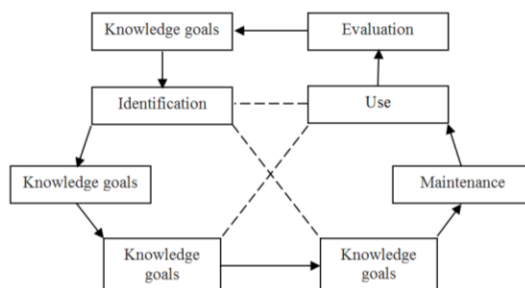 Knowledge goals
Evaluation
Identification
Use
Knowledge goals
Maintenance
Knowledge
goals
Knowledge
goals